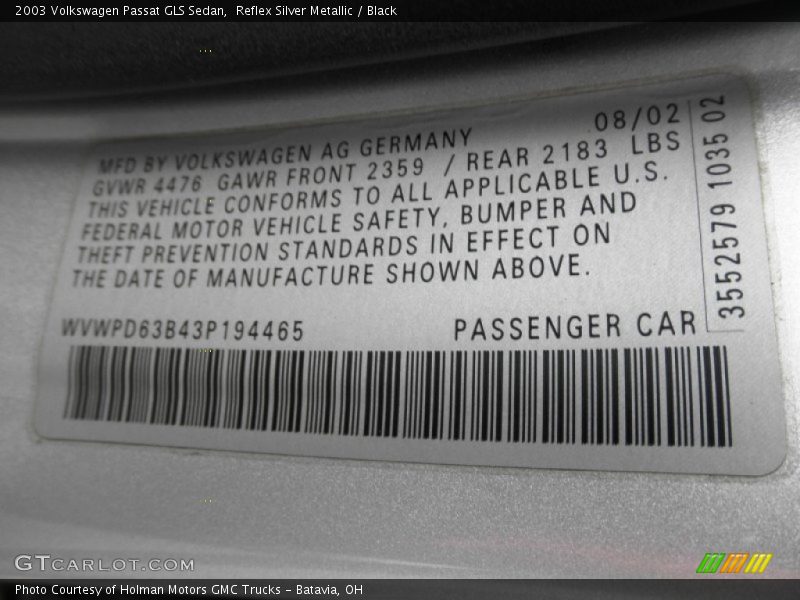 2003 Volkswagen Passat GLS Sedan,  Reflex Silver Metallic / Black
08/02
MFD BY VOLKSWAGEN AG GERMANY
GVWR 4476 GAWR FRONT 2359 / REAR 2183 LBS
THIS VEHICLE CONFORMS TO ALL APPLICABLE U.S.
FEDERAL MOTOR VEHICLE SAFETY, BUMPER AND
THEFT PREVENTION STANDARDS IN EFFECT ON
THE DATE OF MANUFACTURE SHOWN ABOVE.
WVWPD63B43P194465 PASSENGER CAR
3552579 1035 02
GTCARLOT.COM
Photo Courtesy of Holman Motors GMC Trucks - Batavia, OH